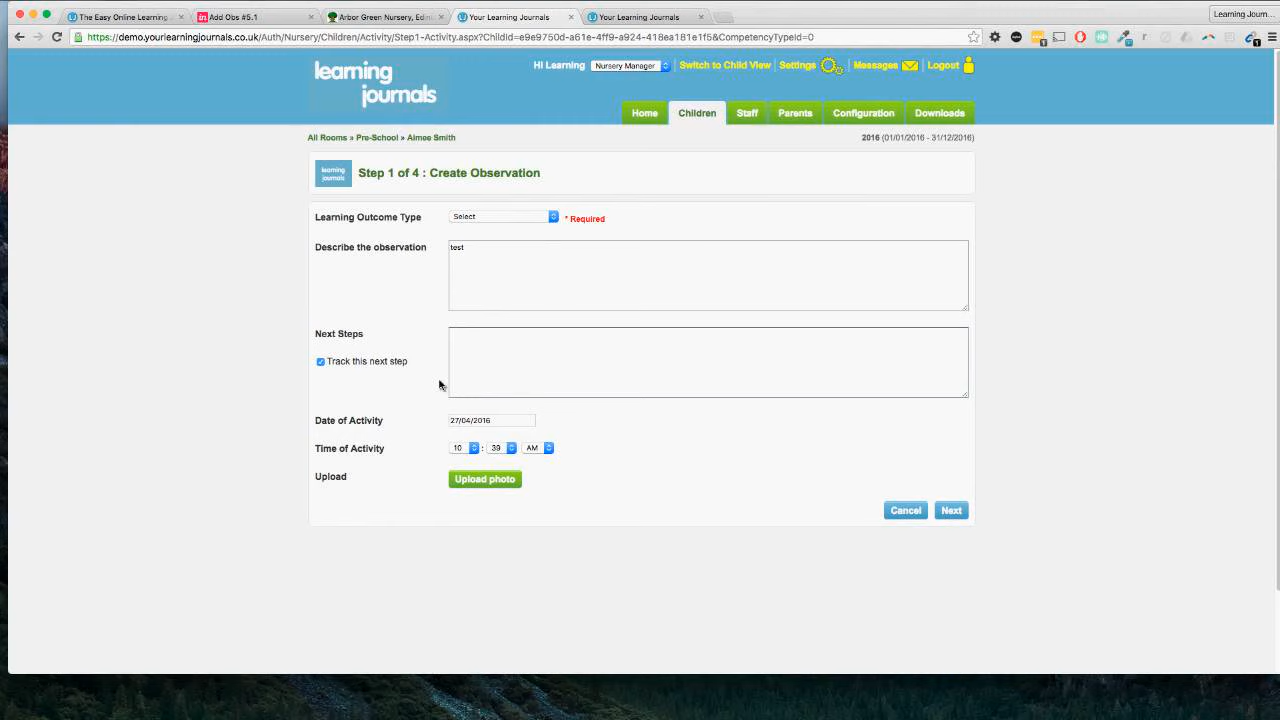 The Easy Online Learning
Add Obs #5.1
Arbor Green Nursery, Edin
Your Learning Journals
Your Learning Journals
Learning Journ
https://demo.yourlearningjournals.co.uk/Auth/Nursery/Children/Activity/Step1-Activity.aspx?ChildId=e9e9750d-a61e-4ff9-a924-418ea181e1f5&CompetencyTypeId=0
learning
journals
Hi Learning Nursery Manager Switch to Child View Settings Messages Logout
Home Children Staff Parents Configuration Downloads
All Rooms » Pre-School » Aimee Smith
2016 (01/01/2016 - 31/12/2016)
learning
journals
Step 1 of 4 : Create Observation
Learning Outcome Type Select * Required
Describe the observation test
Next Steps
Track this next step
Date of Activity 27/04/2016
Time of Activity 10 : 39 AM
Upload Upload photo
Cancel Next